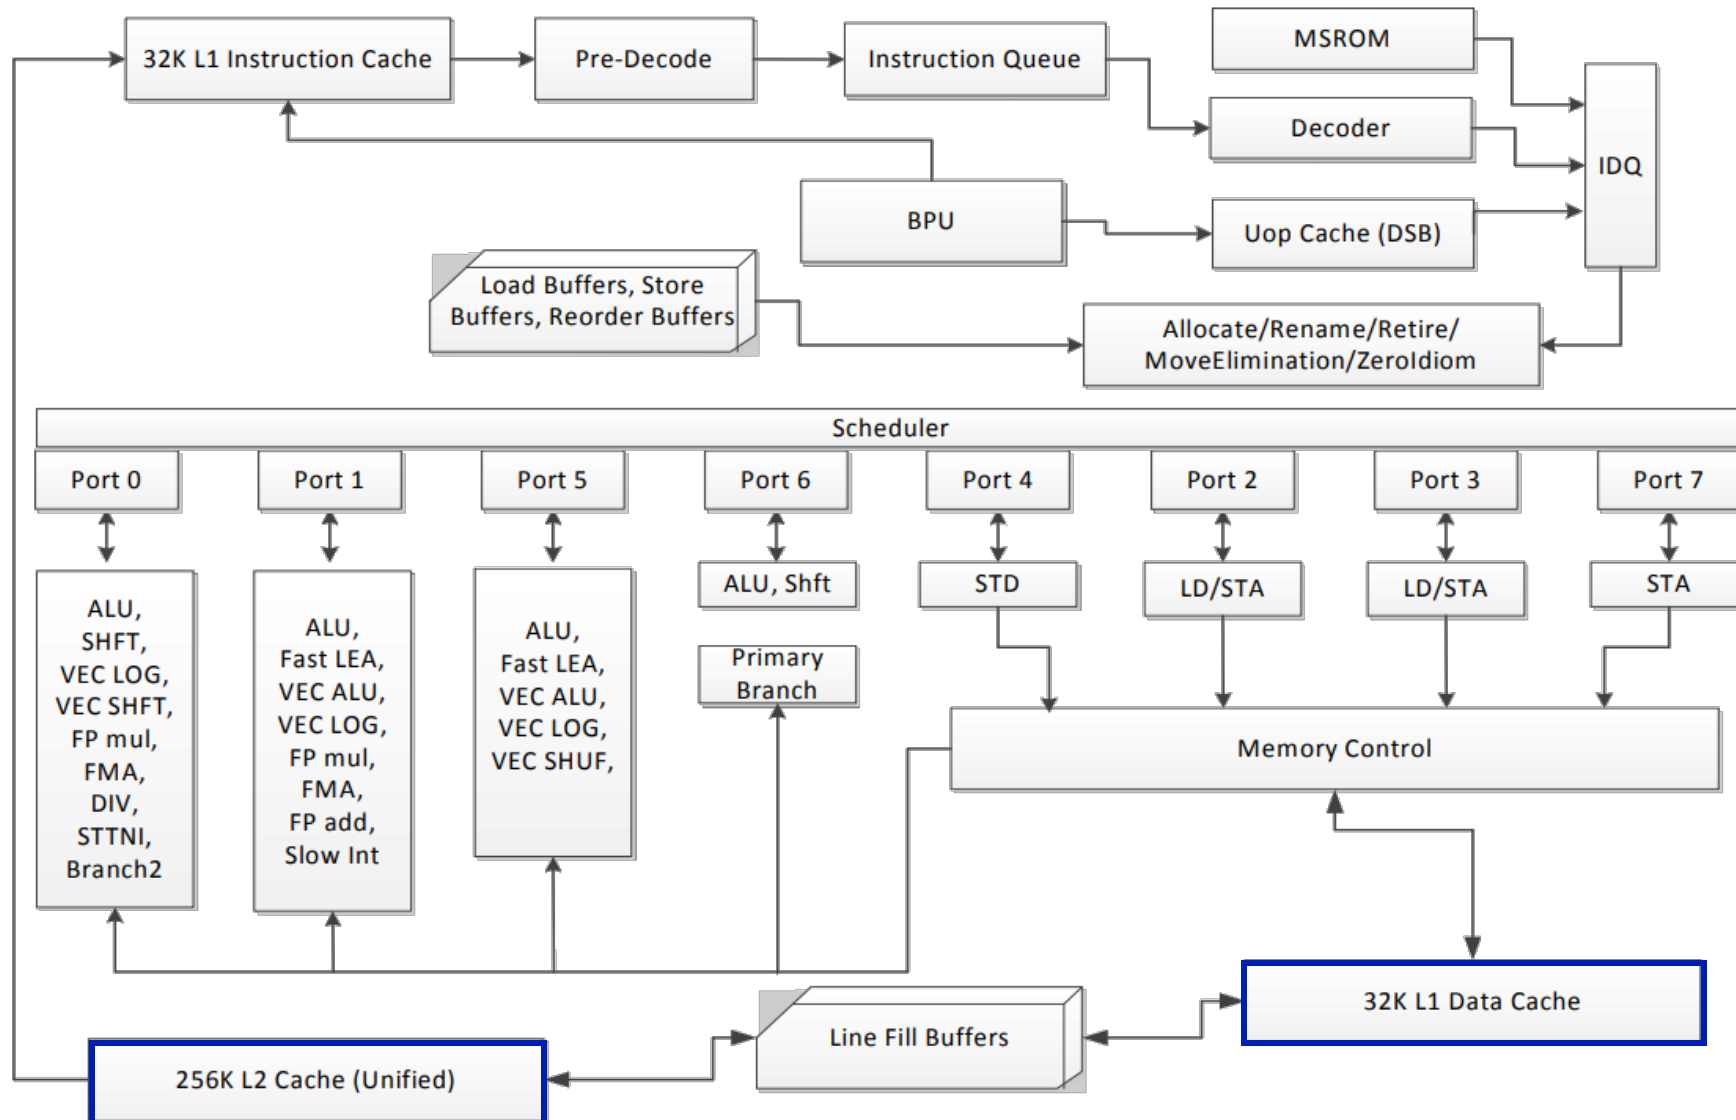 32K L1 Instruction Cache
Pre-Decode
Instruction Queue
MSROM
Decoder
IDQ
BPU
Uop Cache (DSB)
Load Buffers, Store
Buffers, Reorder Buffers
Allocate/Rename/Retire/
MoveElimination/ZeroIdiom
Scheduler
Port 0
Port 1
Port 5
Port 6
Port 4
Port 2
Port 3
Port 7
ALU,
SHFT,
VEC LOG,
VEC SHFT,
FP mul,
FMA,
DIV,
STTNI,
Branch2
ALU,
Fast LEA,
VEC ALU,
VEC LOG,
FP mul,
FMA,
FP add,
Slow Int
ALU,
Fast LEA,
VEC ALU,
VEC LOG,
VEC SHUF,
ALU, Shft
Primary
Branch
STD
LD/STA
LD/STA
STA
Memory Control
32K L1 Data Cache
Line Fill Buffers
256K L2 Cache (Unified)